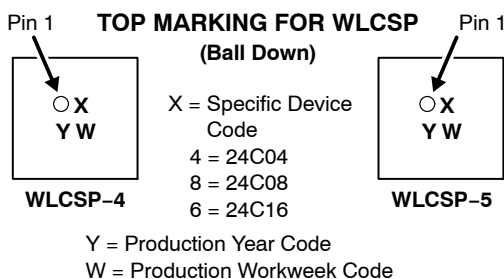 Pin 1
TOP MARKING FOR WLCSP
Pin 1
(Ball Down)
X
Y W
WLCSP–4
X = Specific Device
Code
4 = 24C04
8 = 24C08
6 = 24C16
X
Y W
WLCSP–5
Y = Production Year Code
W = Production Workweek Code